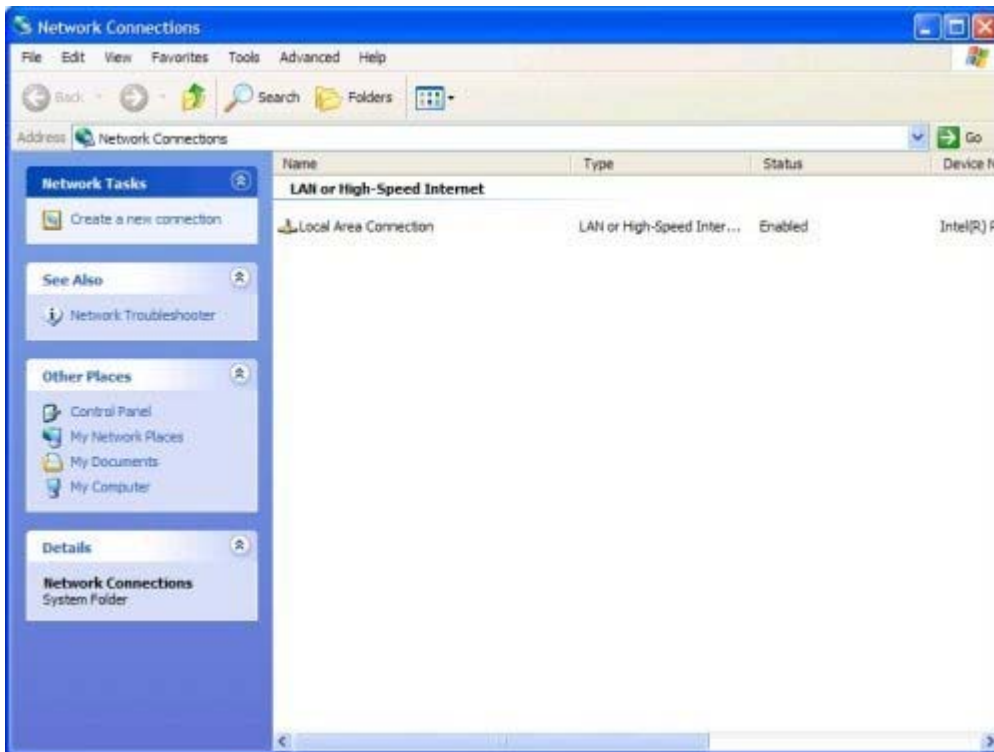 Network Connections
File Edit View Favorites Tools Advanced Help
Back Search Folders
Address Network Connections Go
Network Tasks
Create a new connection
See Also
Network Troubleshooter
Other Places
Control Panel
My Network Places
My Documents
My Computer
Details
Network Connections
System Folder
Name Type Status Device N
LAN or High-Speed Internet
Local Area Connection LAN or High-Speed Inter... Enabled Intel(R) P